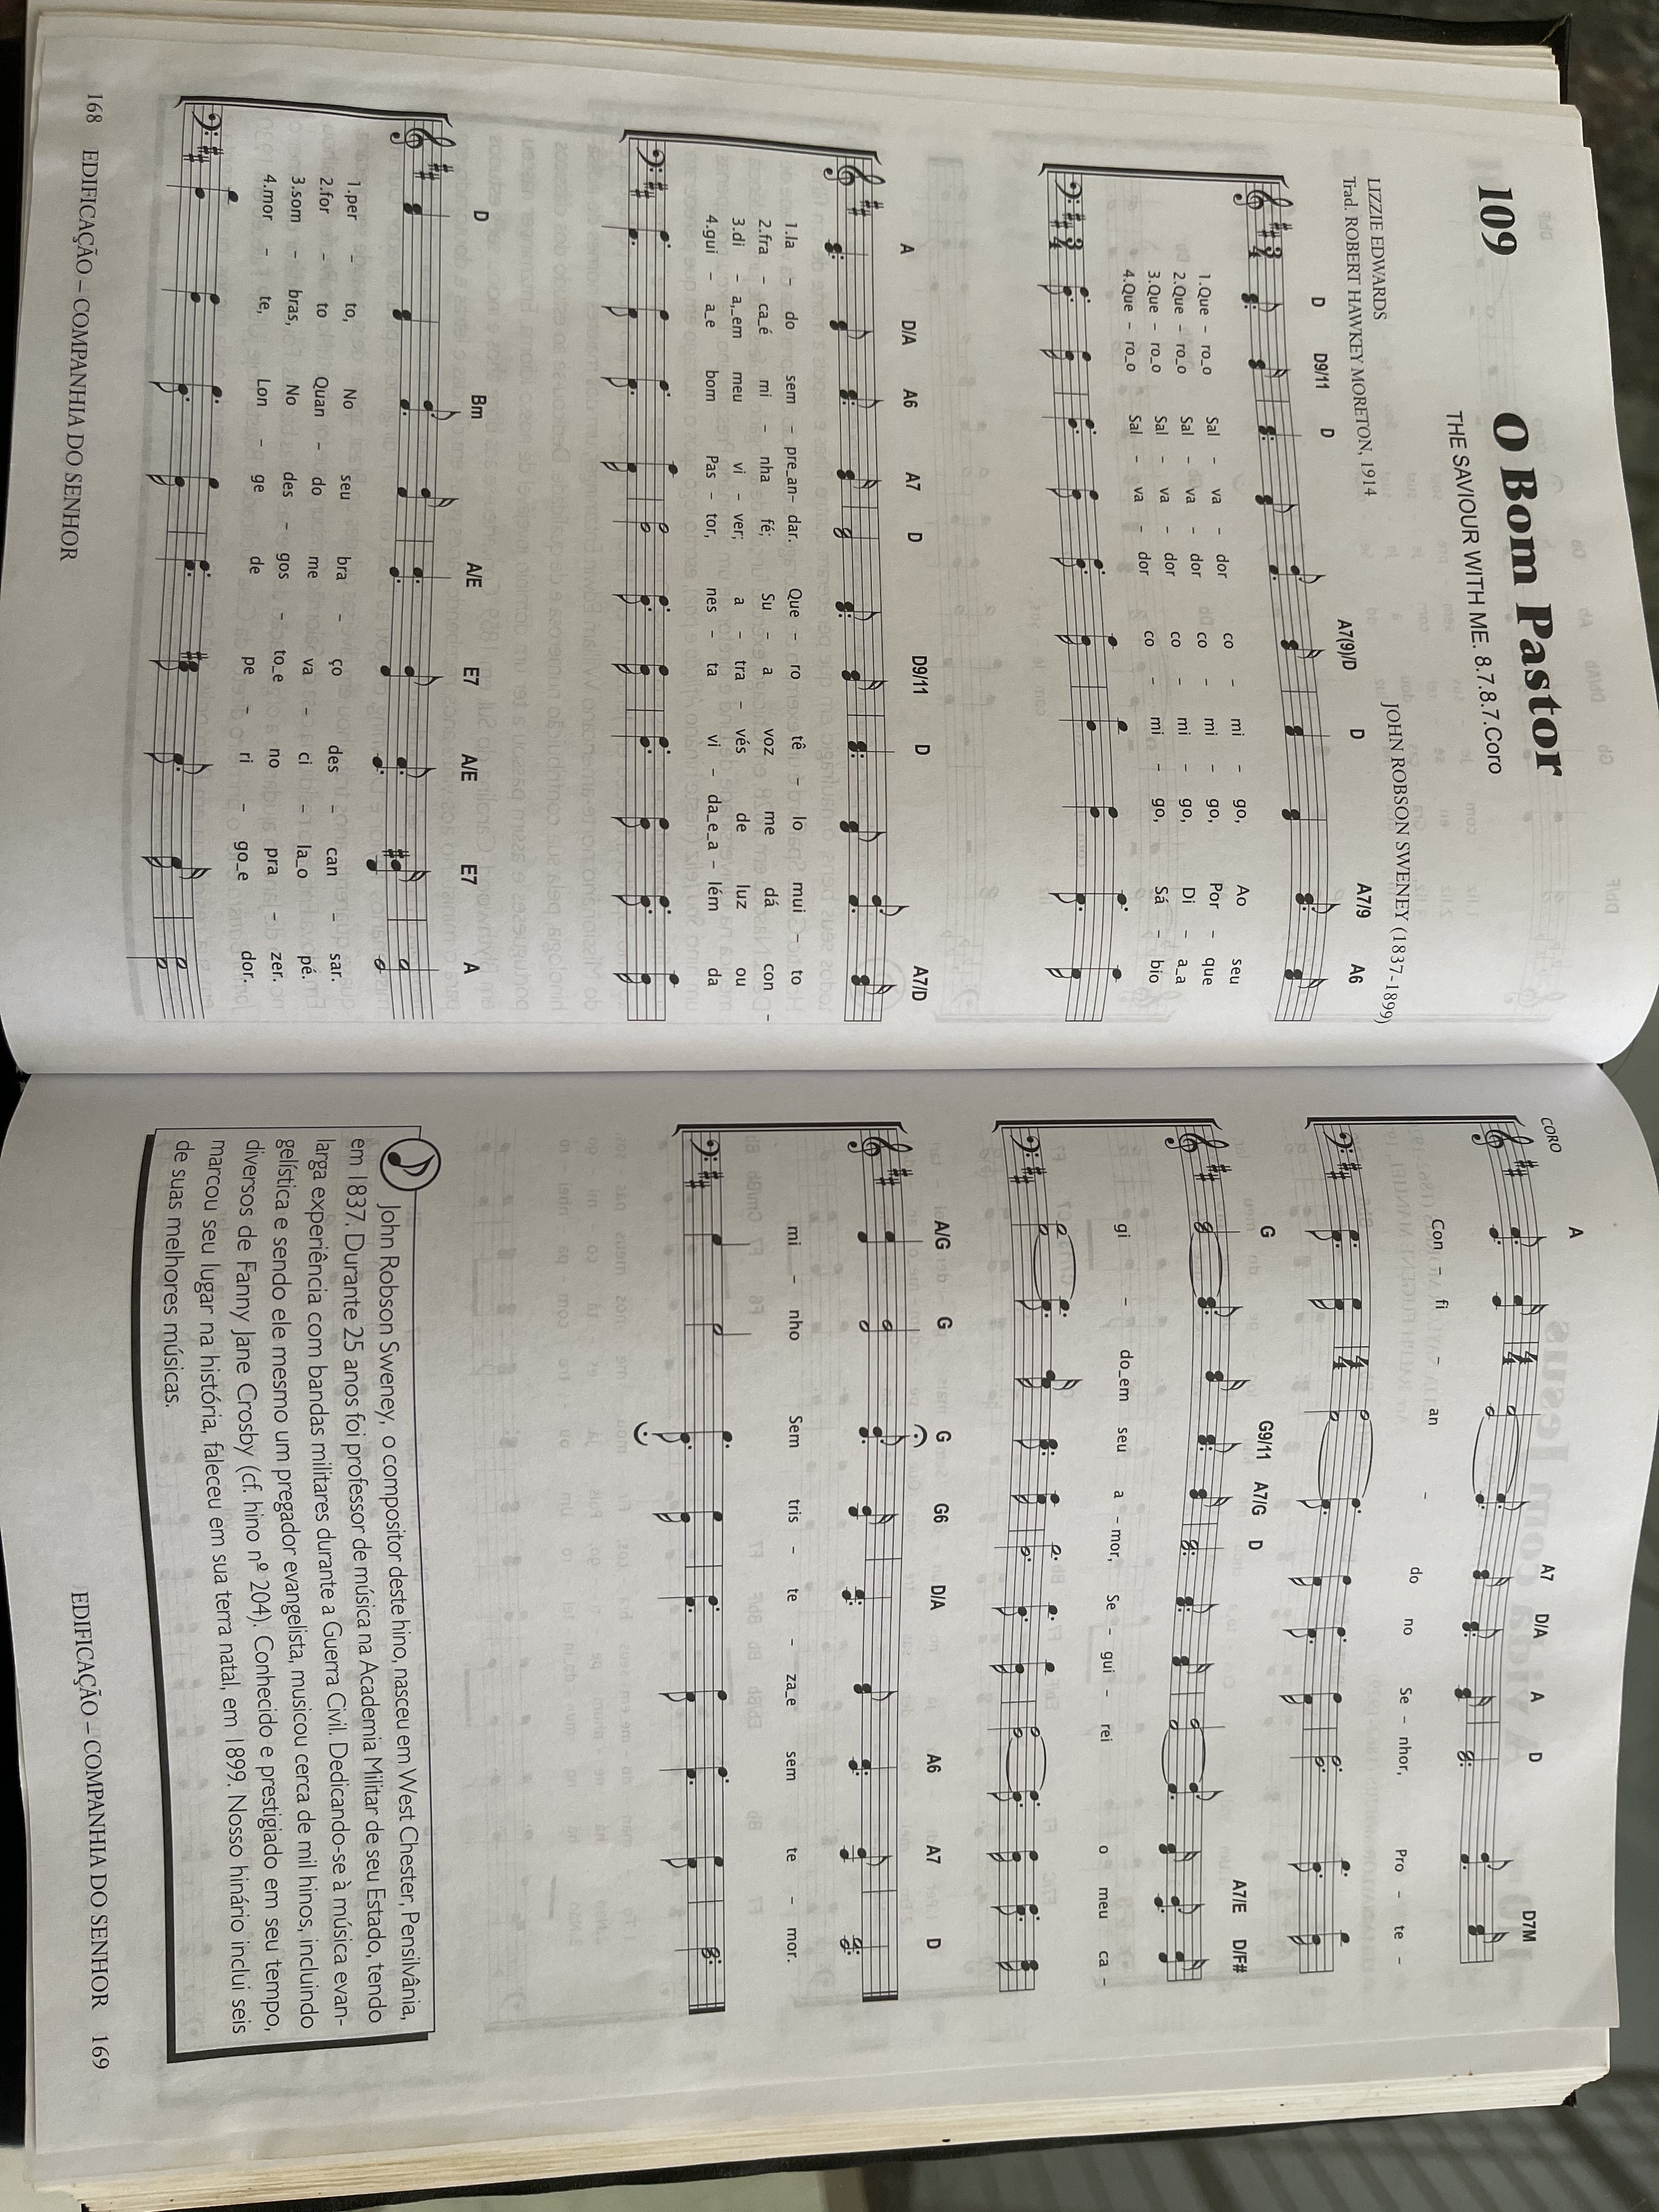 109
O Bom Pastor
THE SAVIOUR WITH ME. 8.7.8.7.Coro
LIZZIE EDWARDS
Trad. ROBERT HAWKEY MORETON, 1914
JOHN ROBSON SWENEY (1837-1899)
D D9/11 D A7(9)/D D A7/9 A6
1.Que - ro_o Sal - va - dor co - mi - go, Ao seu
2.Que - ro_o Sal - va - dor co - mi - go, Por - que
3.Que - ro_o Sal - va - dor co - mi - go, Di - a_a
4.Que - ro_o Sal - va - dor co - mi - go, Sá - bio
A D/A A6 A7 D D9/11 D A7/D
1.la - do sem - pre_an- dar. Que - ro tê - lo mui - to
2.fra - ca_é mi - nha fé; Su - a voz me dá con -
3.di - a,_em meu vi - ver; a - tra - vés de luz ou
4.gui - a_e bom Pas - tor, nes - ta vi - da_e_a - lém da
D Bm A/E E7 A/E E7 A
1.per - to, No seu bra - ço des - can - sar.
2.for - to Quan - do me va - ci - la_o pé.
3.som - bras, No des - gos - to_e no pra - zer.
4.mor - te, Lon - ge de pe - ri - go_e dor.
168 EDIFICAÇÃO – COMPANHIA DO SENHOR
CORO
A A7 D/A A D D7M
Con - fi - an - do no Se - nhor, Pro - te -
G G9/11 A7/G D A7/E D/F#
gi - do_em seu a - mor, Se - gui - rei o meu ca -
A/G G G G6 D/A A6 A7 D
mi - nho Sem tris - te - za_e sem te - mor.
John Robson Sweney, o compositor deste hino, nasceu em West Chester, Pensilvânia,
em 1837. Durante 25 anos foi professor de música na Academia Militar de seu Estado, tendo
larga experiência com bandas militares durante a Guerra Civil. Dedicando-se à música evan-
gelística e sendo ele mesmo um pregador evangelista, musicou cerca de mil hinos, incluindo
diversos de Fanny Jane Crosby (cf. hino nº 204). Conhecido e prestigiado em seu tempo,
marcou seu lugar na história, faleceu em sua terra natal, em 1899. Nosso hinário inclui seis
de suas melhores músicas.
EDIFICAÇÃO – COMPANHIA DO SENHOR 169